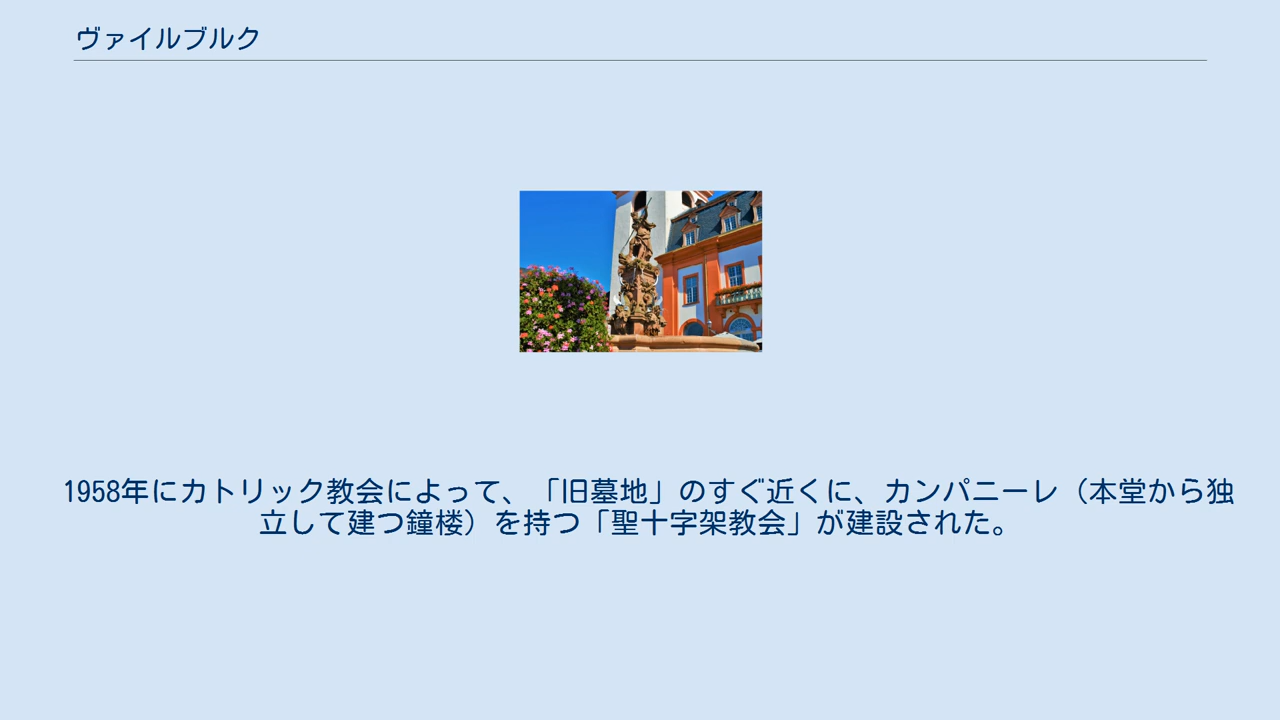 ヴァイルブルク
1958年にカトリック教会によって、「旧墓地」のすぐ近くに、カンパニーレ（本堂から独
立して建つ鐘楼）を持つ「聖十字架教会」が建設された。